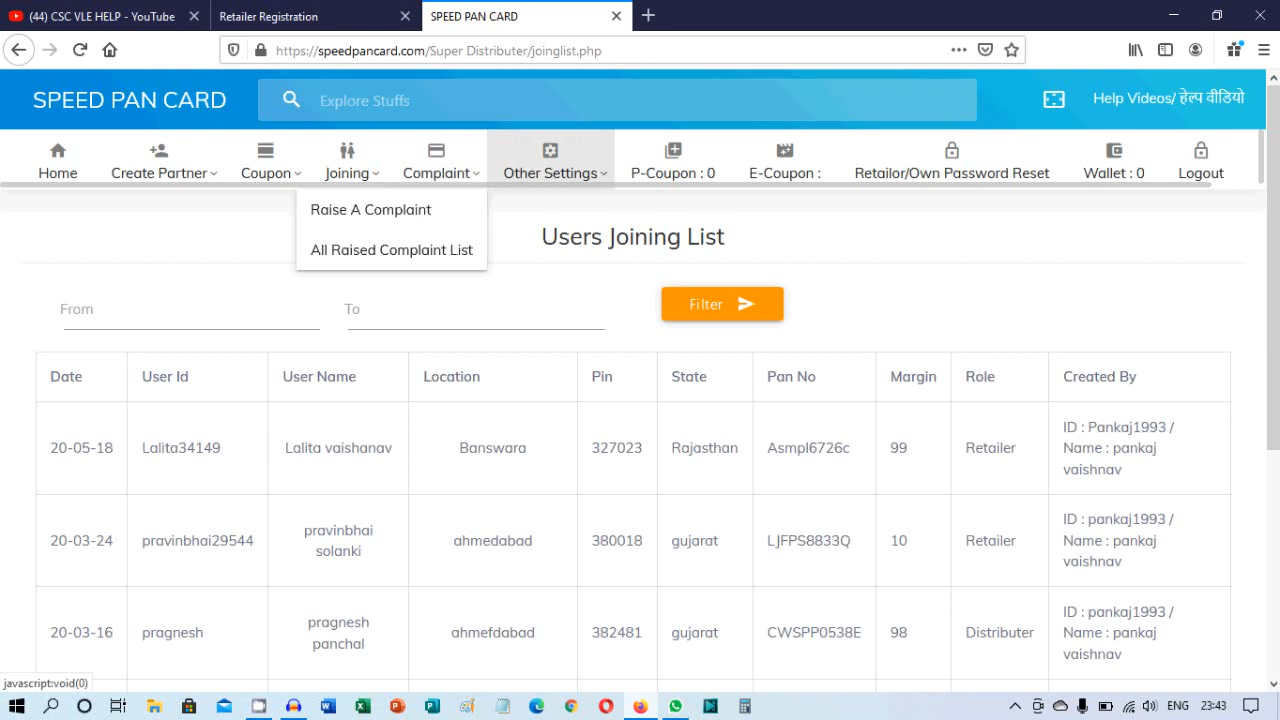 (44) CSC VLE HELP - YouTube
Retailer Registration
SPEED PAN CARD
https://speedpancard.com/Super Distributer/joinglist.php
SPEED PAN CARD
Explore Stuffs
Help Videos/ हेल्प वीडियो
Home
Create Partner
Coupon
Joining
Complaint
Other Settings
P-Coupon : 0
E-Coupon :
Retailor/Own Password Reset
Wallet : 0
Logout
Raise A Complaint
All Raised Complaint List
Users Joining List
From
To
Filter
Date User Id User Name Location Pin State Pan No Margin Role Created By
20-05-18 Lalita34149 Lalita vaishanav Banswara 327023 Rajasthan Asmpl6726c 99 Retailer ID : Pankaj1993 /
Name : pankaj
vaishnav
20-03-24 pravinbhai29544 pravinbhai
solanki
ahmedabad 380018 gujarat LJFPS8833Q 10 Retailer ID : pankaj1993 /
Name : pankaj
vaishnav
20-03-16 pragnesh pragnesh
panchal
ahmefdabad 382481 gujarat CWSPP0538E 98 Distributer ID : pankaj1993 /
Name : pankaj
vaishnav
javascript:void(0)
ENG 23:43